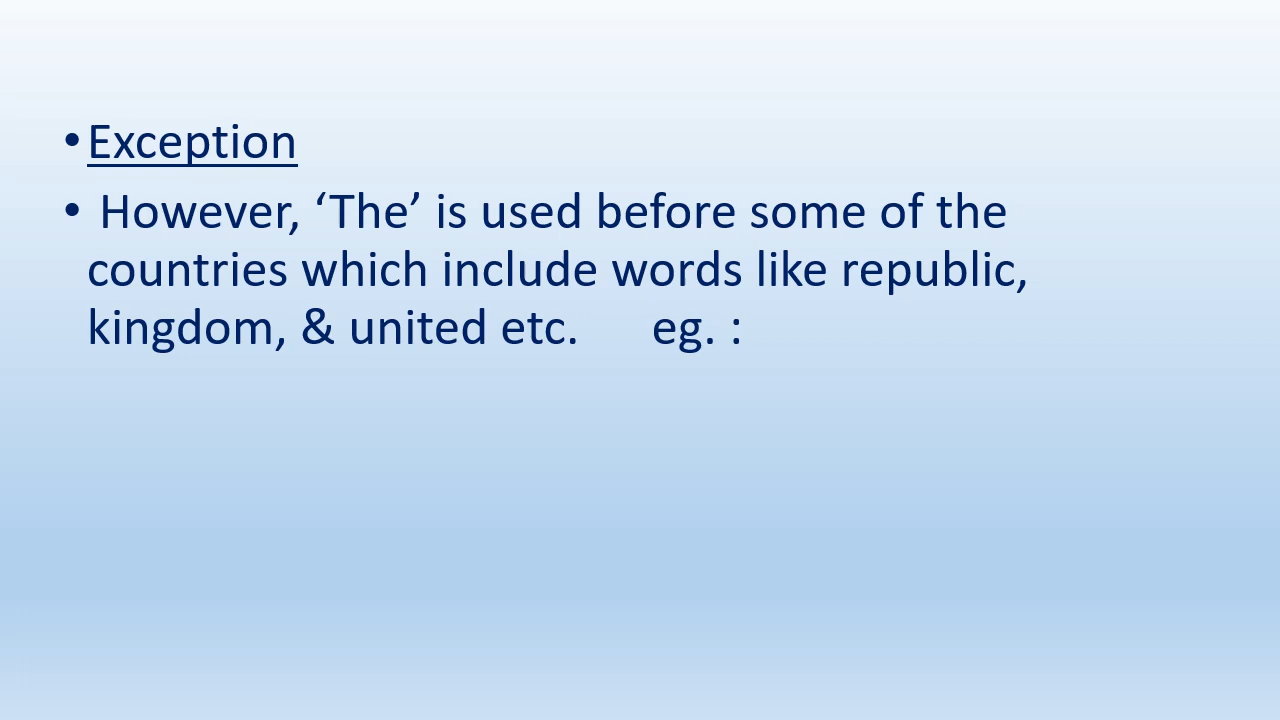 •Exception
• However, ‘The’ is used before some of the
countries which include words like republic,
kingdom, & united etc.      eg. :